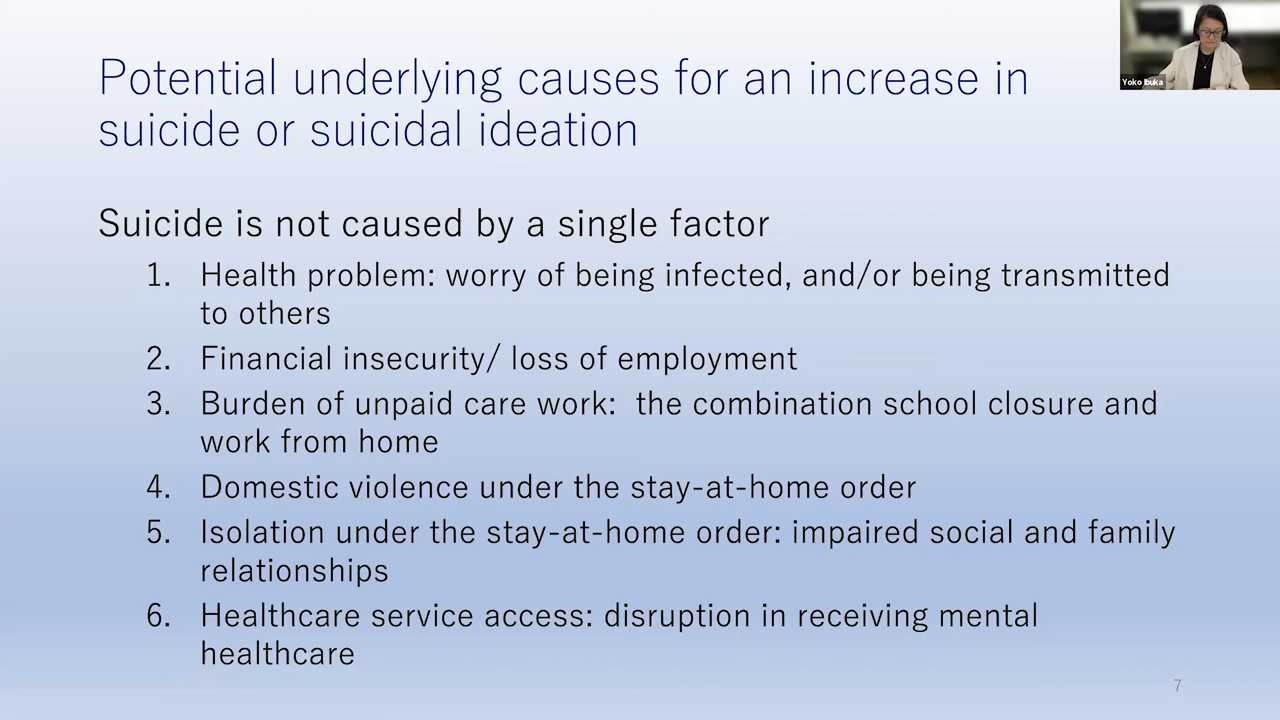 Potential underlying causes for an increase in
suicide or suicidal ideation
Yoko Ibuka
Suicide is not caused by a single factor
1. Health problem: worry of being infected, and/or being transmitted
to others
2. Financial insecurity/ loss of employment
3. Burden of unpaid care work:  the combination school closure and
work from home
4. Domestic violence under the stay-at-home order
5. Isolation under the stay-at-home order: impaired social and family
relationships
6. Healthcare service access: disruption in receiving mental
healthcare
7